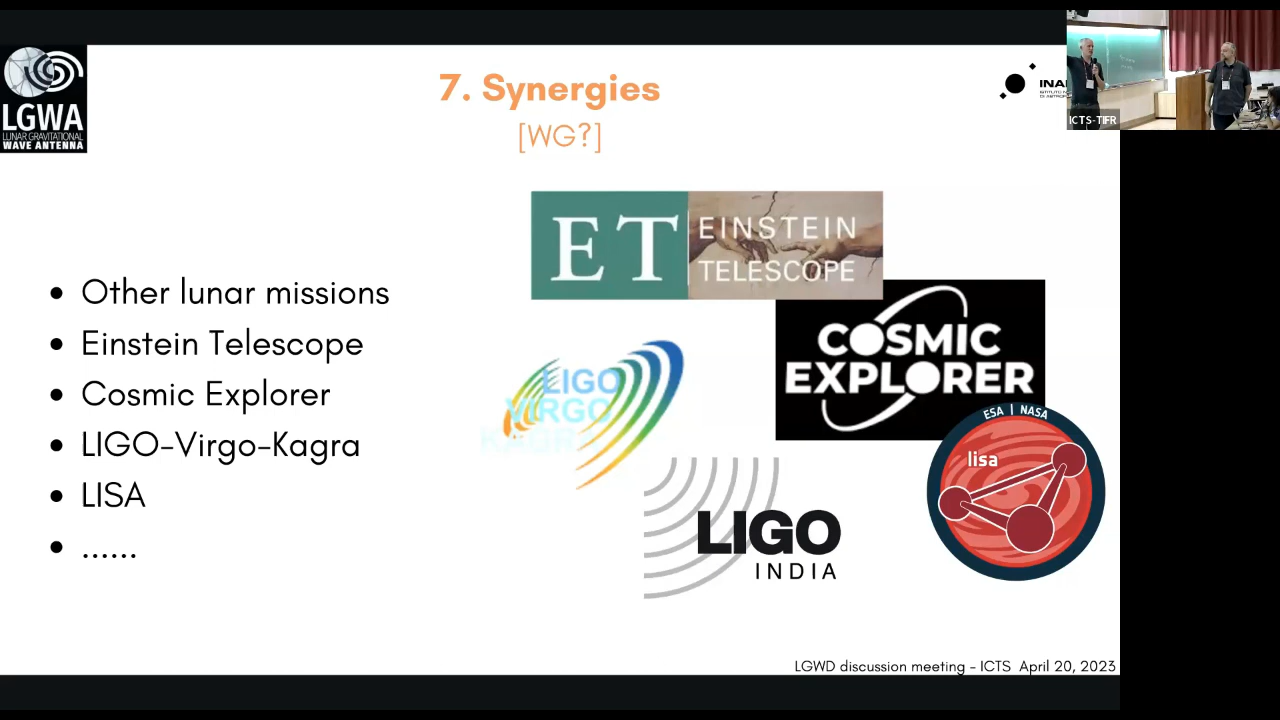 LGWA
LUNAR GRAVITATIONAL
WAVE ANTENNA
7. Synergies
[WG?]
ICTS-TIFR
ET EINSTEIN
TELESCOPE
• Other lunar missions
• Einstein Telescope
• Cosmic Explorer
• LIGO-Virgo-Kagra
• LISA
• ......
COSMIC
EXPLORER
LIGO
VIRGO
KAGRA
ESA | NASA
lisa
LIGO
INDIA
LGWD discussion meeting - ICTS April 20, 2023